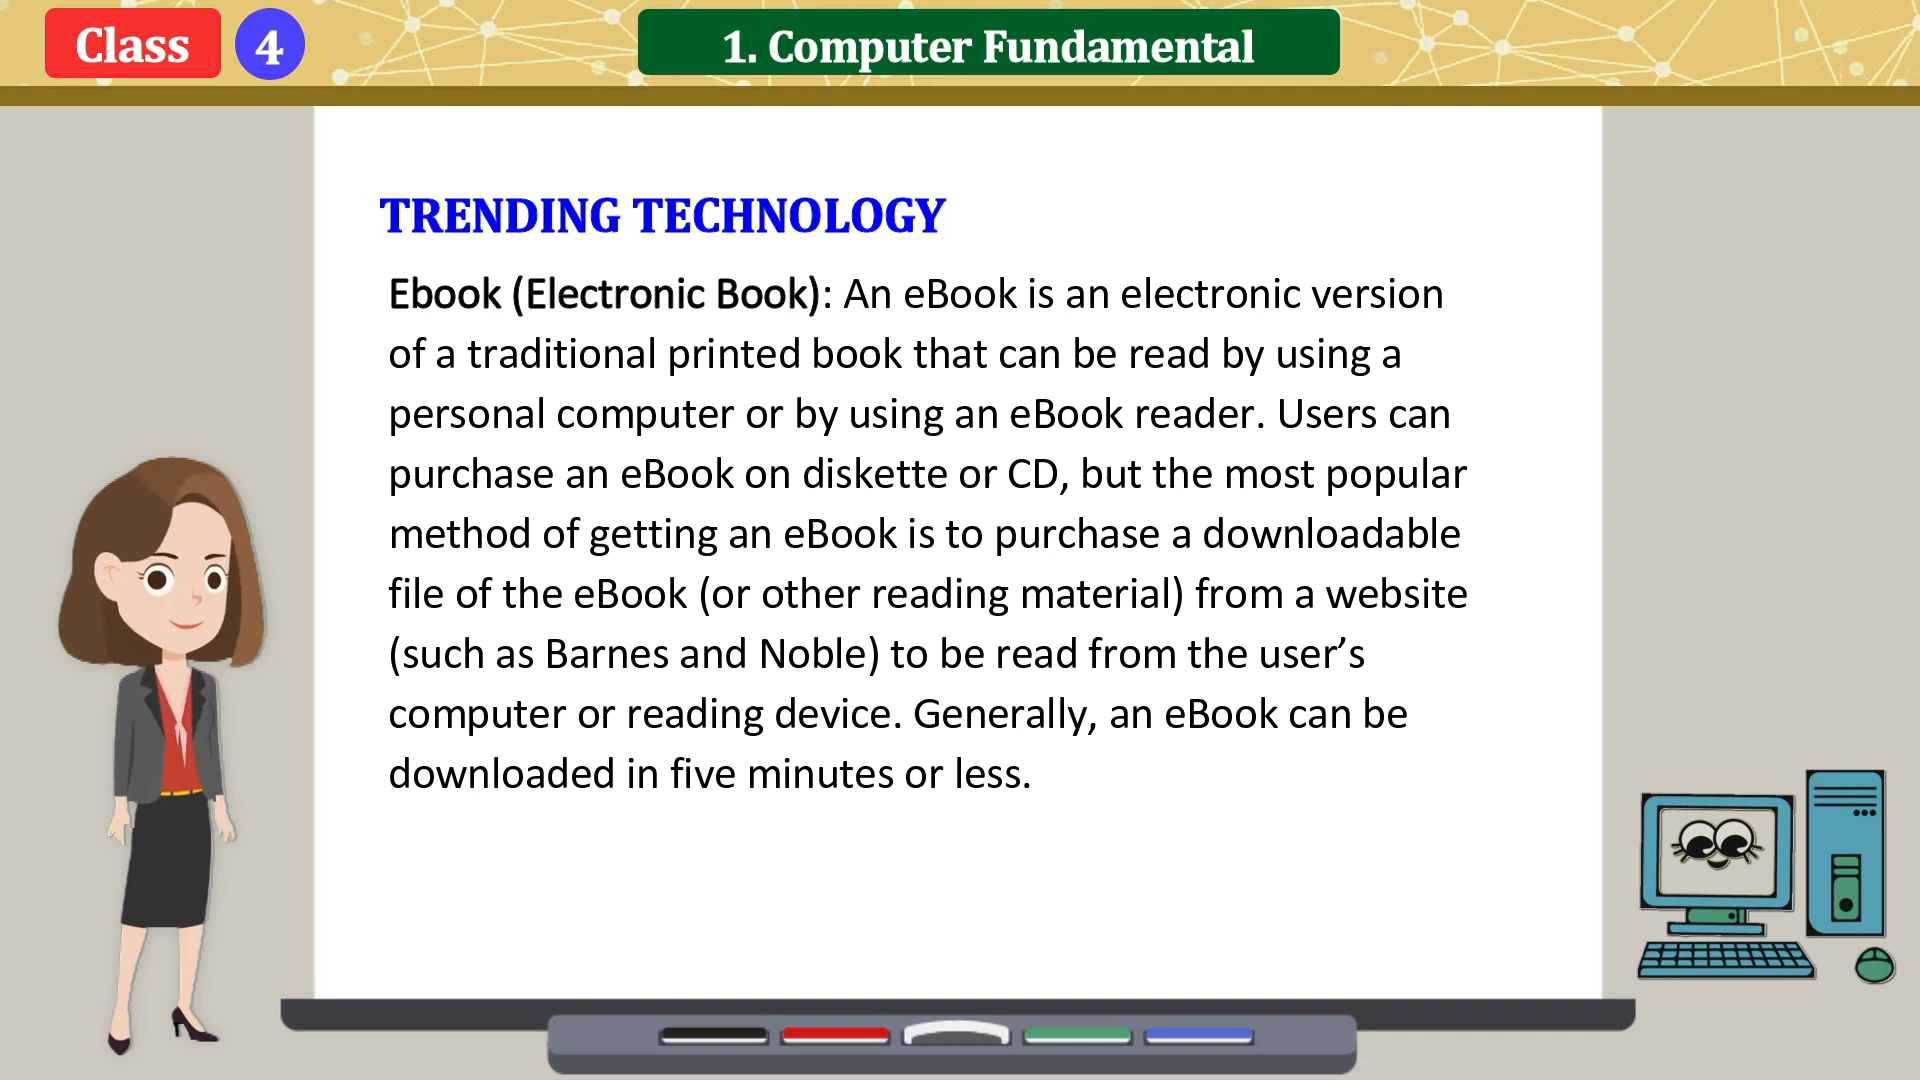 Class 4
1. Computer Fundamental
TRENDING TECHNOLOGY
Ebook (Electronic Book): An eBook is an electronic version
of a traditional printed book that can be read by using a
personal computer or by using an eBook reader. Users can
purchase an eBook on diskette or CD, but the most popular
method of getting an eBook is to purchase a downloadable
file of the eBook (or other reading material) from a website
(such as Barnes and Noble) to be read from the user’s
computer or reading device. Generally, an eBook can be
downloaded in five minutes or less.